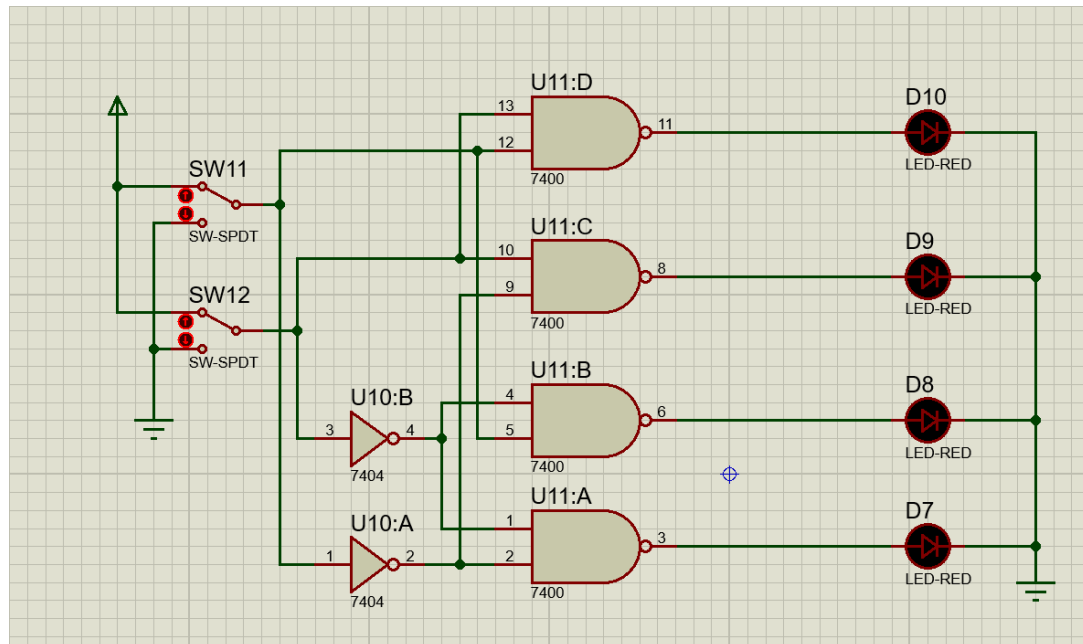 U11:D
13
12
11
7400
D10
LED-RED
SW11
SW-SPDT
U11:C
10
9
8
7400
D9
LED-RED
SW12
SW-SPDT
U10:B
3
4
7404
U11:B
4
5
6
7400
D8
LED-RED
U10:A
1
2
7404
U11:A
1
2
3
7400
D7
LED-RED